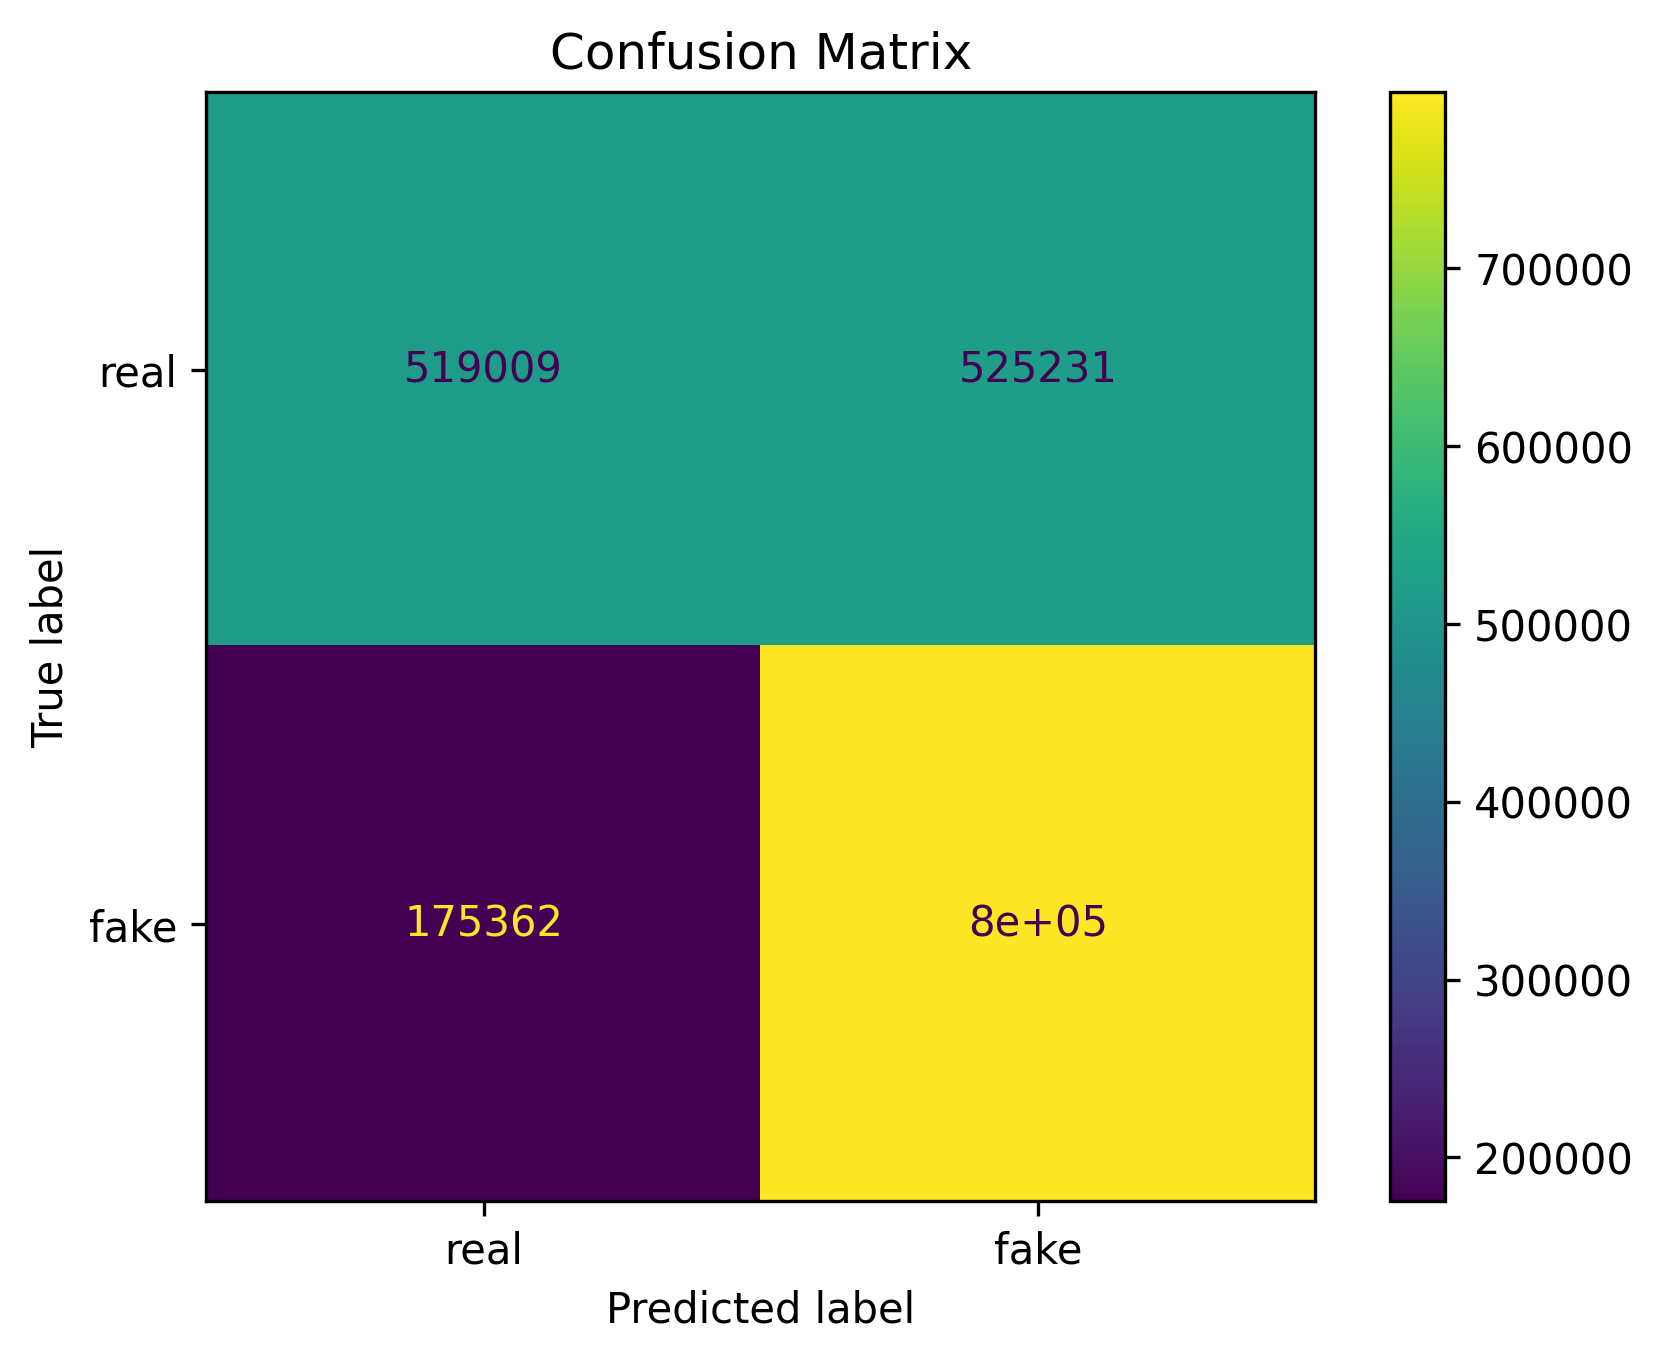 Confusion Matrix
True label
real
fake
519009
525231
175362
8e+05
real
fake
Predicted label
700000
600000
500000
400000
300000
200000